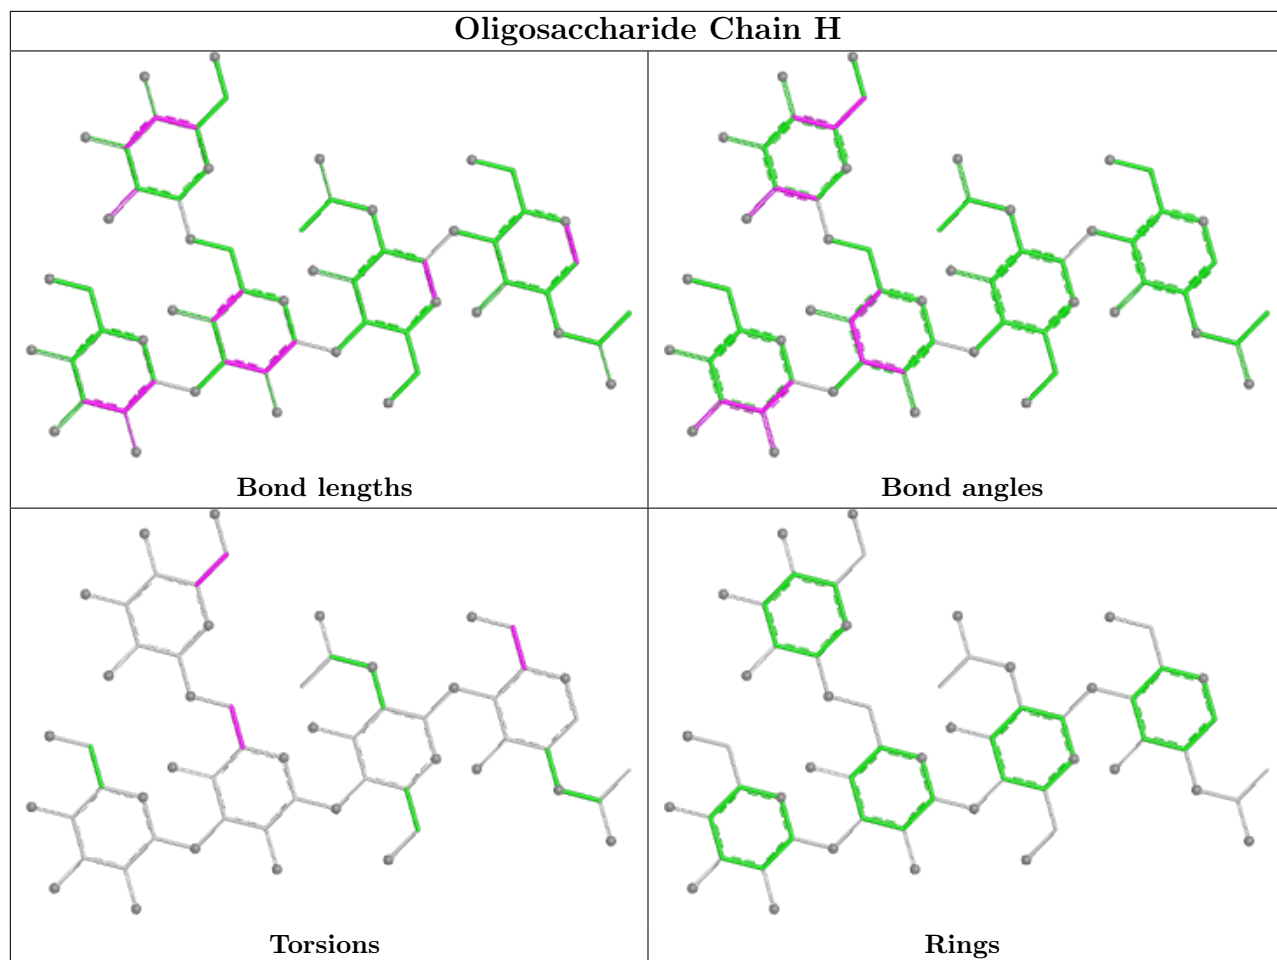 Oligosaccharide Chain H
Bond lengths
Bond angles
Torsions
Rings